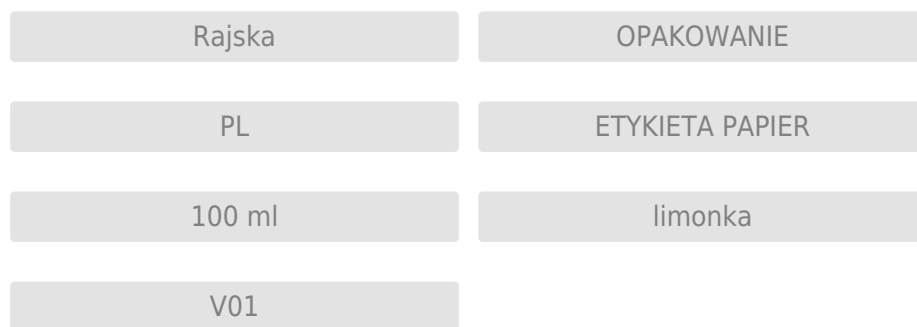 Rajska
OPAKOWANIE
PL
ETYKIETA PAPIER
100 ml
limonka
V01